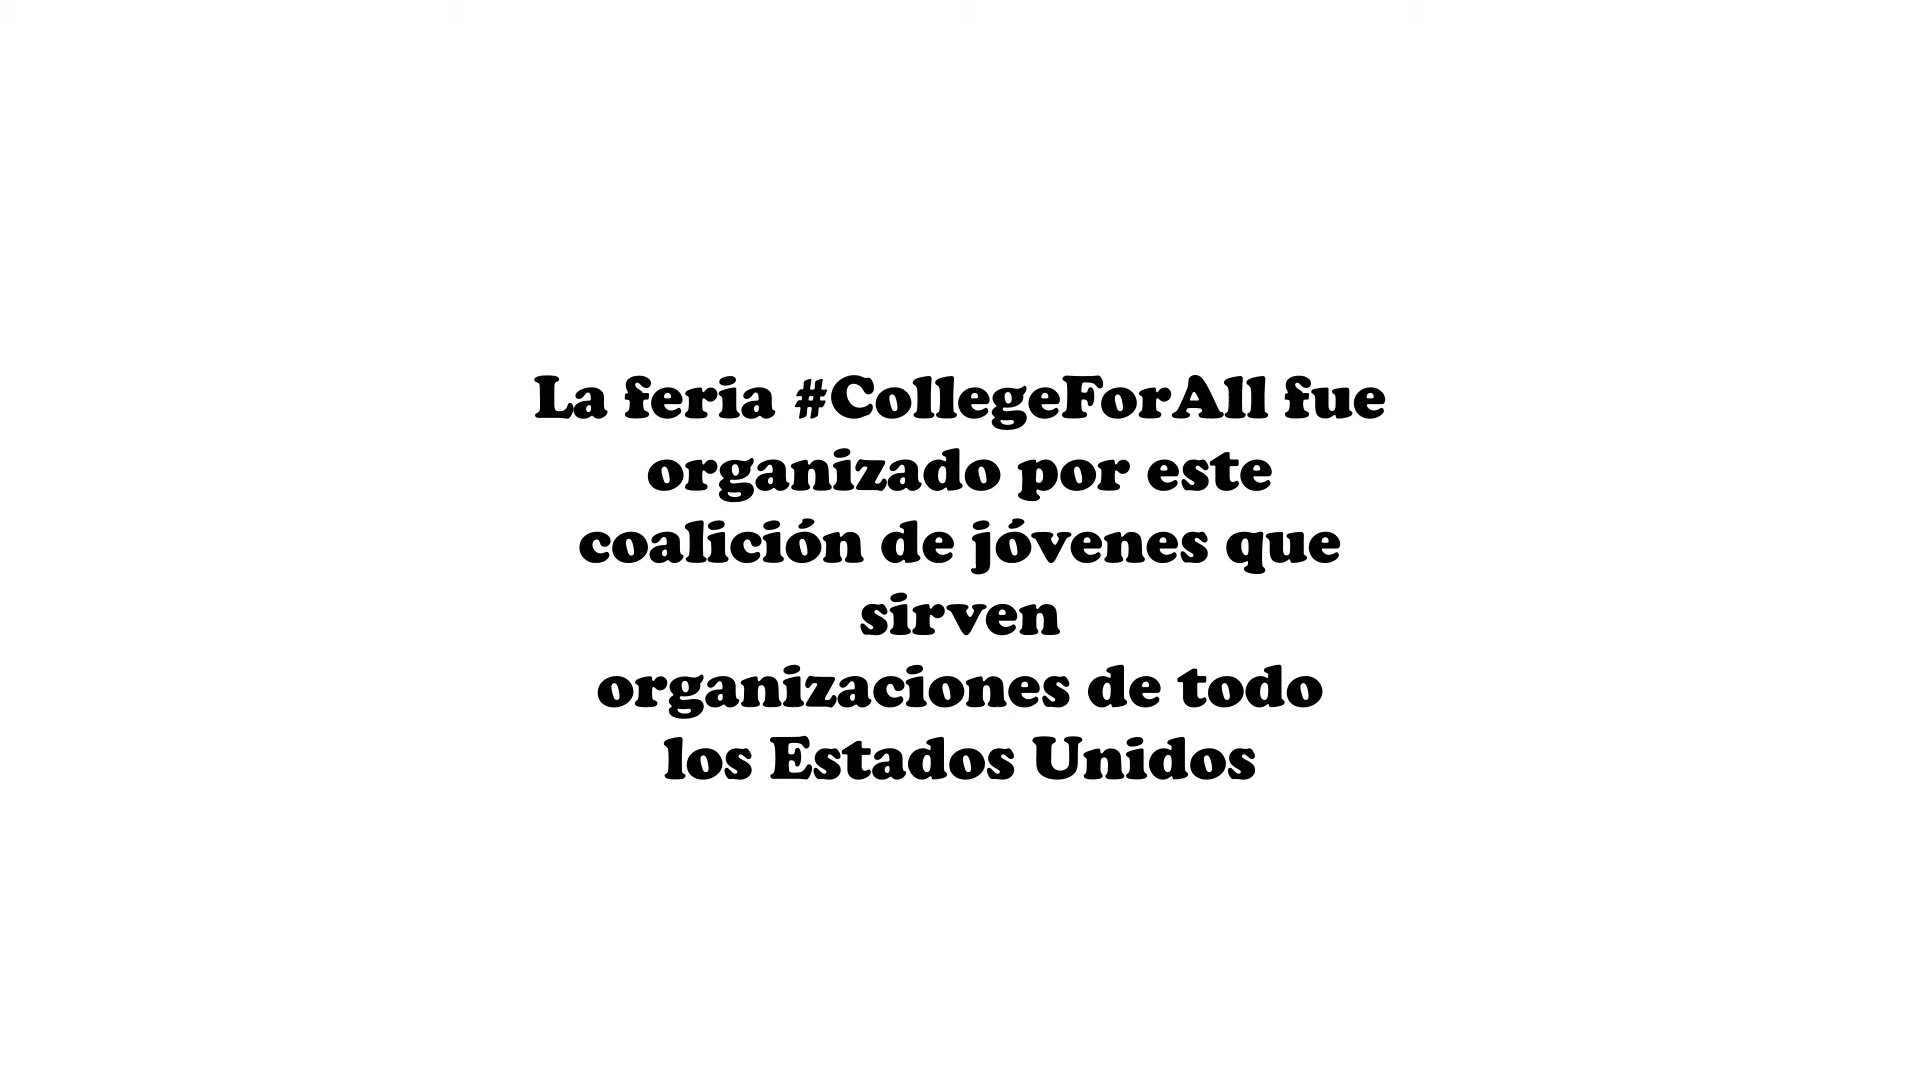 La feria #CollegeForAll fue
organizado por este
coalición de jóvenes que
sirven
organizaciones de todo
los Estados Unidos